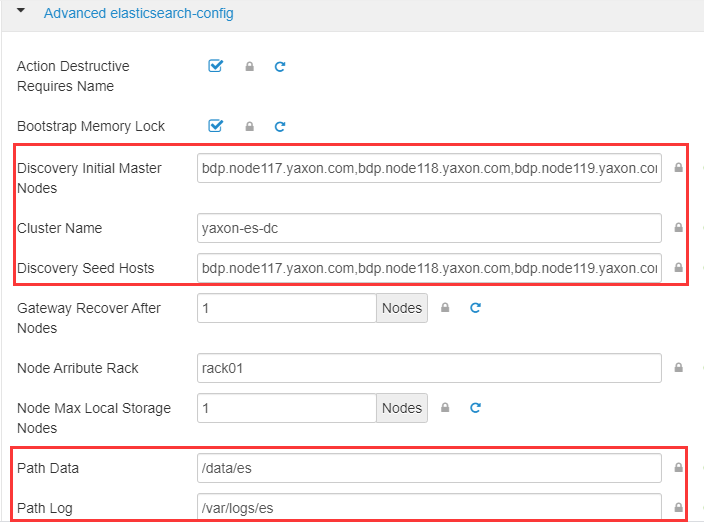 Advanced elasticsearch-config
Action Destructive
Requires Name
Bootstrap Memory Lock
Discovery Initial Master
Nodes
bdp.node117.yaxon.com,bdp.node118.yaxon.com,bdp.node119.yaxon.co
Cluster Name
yaxon-es-dc
Discovery Seed Hosts
bdp.node117.yaxon.com,bdp.node118.yaxon.com,bdp.node119.yaxon.co
Gateway Recover After
Nodes
1 Nodes
Node Arribute Rack
rack01
Node Max Local Storage
Nodes
1 Nodes
Path Data
/data/es
Path Log
/var/logs/es